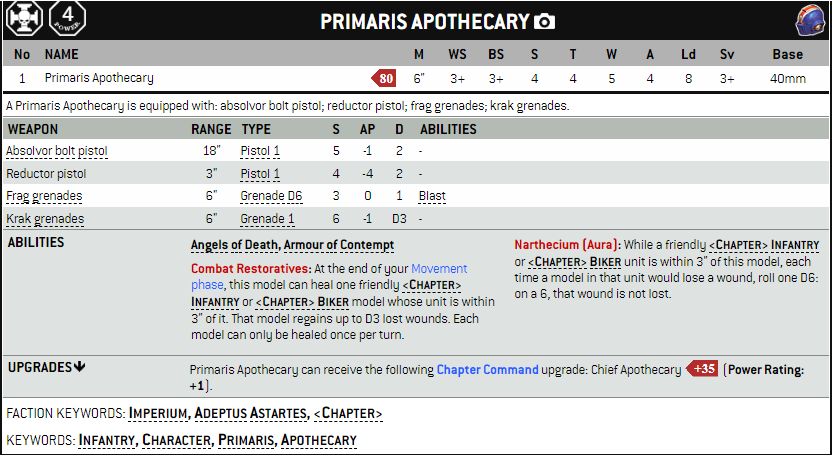 4
POWER
PRIMARIS APOTHECARY
No NAME M WS BS S T W A Ld Sv Base
1 Primaris Apothecary 80 6" 3+ 3+ 4 4 5 4 8 3+ 40mm
A Primaris Apothecary is equipped with: absolvor bolt pistol; reductor pistol; frag grenades; krak grenades.
WEAPON RANGE TYPE S AP D ABILITIES
Absolvor bolt pistol 18" Pistol 1 5 -1 2 -
Reductor pistol 3" Pistol 1 4 -4 2 -
Frag grenades 6" Grenade D6 3 0 1 Blast
Krak grenades 6" Grenade 1 6 -1 D3 -
ABILITIES
Angels of Death, Armour of Contempt
Combat Restoratives: At the end of your Movement
phase, this model can heal one friendly <CHAPTER>
INFANTRY or <CHAPTER> BIKER model whose unit is within
3" of it. That model regains up to D3 lost wounds. Each
model can only be healed once per turn.
Narthecium (Aura): While a friendly <CHAPTER> INFANTRY
or <CHAPTER> BIKER unit is within 3" of this model, each
time a model in that unit would lose a wound, roll one D6:
on a 6, that wound is not lost.
UPGRADES Primaris Apothecary can receive the following Chapter Command upgrade: Chief Apothecary +35 (Power Rating:
+1).
FACTION KEYWORDS: IMPERIUM, ADEPTUS ASTARTES, <CHAPTER>
KEYWORDS: INFANTRY, CHARACTER, PRIMARIS, APOTHECARY